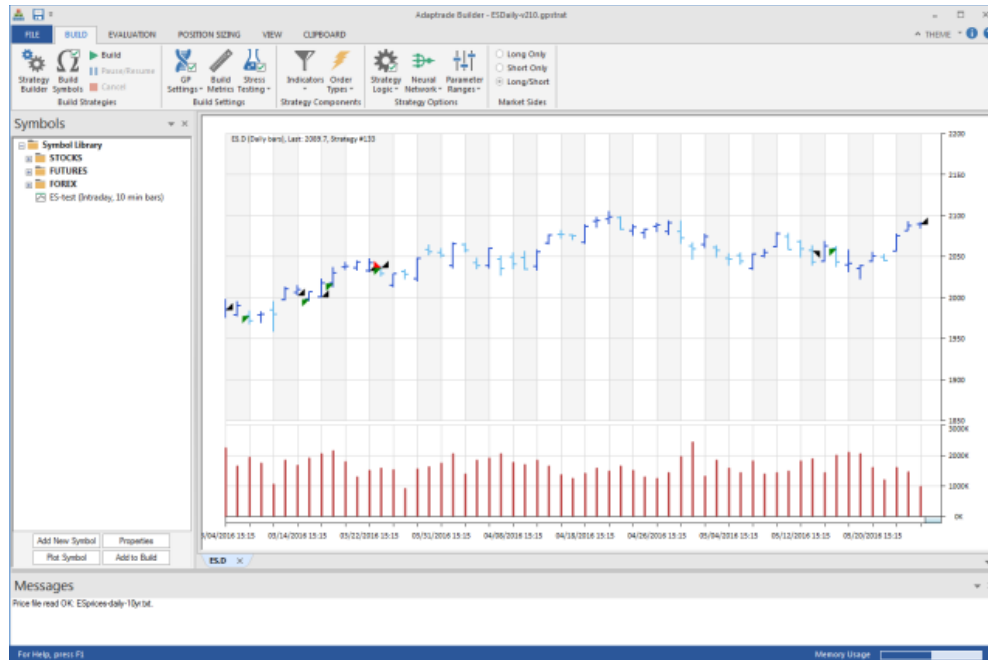 Adaptrade Builder - ESDaily-v210.gpstrat
FILE BUILD EVALUATION POSITION SIZING VIEW CLIPBOARD THEME
Strategy Builder
Build Symbols
Build
Pause/Resume
Cancel
Build Strategies
GP Settings
Build Metrics
Stress Testing
Build Settings
Indicators
Order Types
Strategy Components
Strategy Logic
Neural Network
Parameter Ranges
Strategy Options
Long Only
Short Only
Long/Short
Market Sides
Symbols
Symbol Library
STOCKS
FUTURES
FOREX
ES-test (Intraday, 10 min bars)
Add New Symbol Properties
Plot Symbol Add to Build
ES.D (Daily bars), Last: 2089.7, Strategy #133
2200
2150
2100
2050
2000
1950
1900
1850
3000K
2000K
1000K
0K
/04/2016 15:15 03/14/2016 15:15 03/22/2016 15:15 03/31/2016 15:15 04/08/2016 15:15 04/18/2016 15:15 04/26/2016 15:15 05/04/2016 15:15 05/12/2016 15:15 05/20/2016 15:15
ES.D
Messages
Price file read OK: ESprices-daily-10yr.txt.
For Help, press F1 Memory Usage